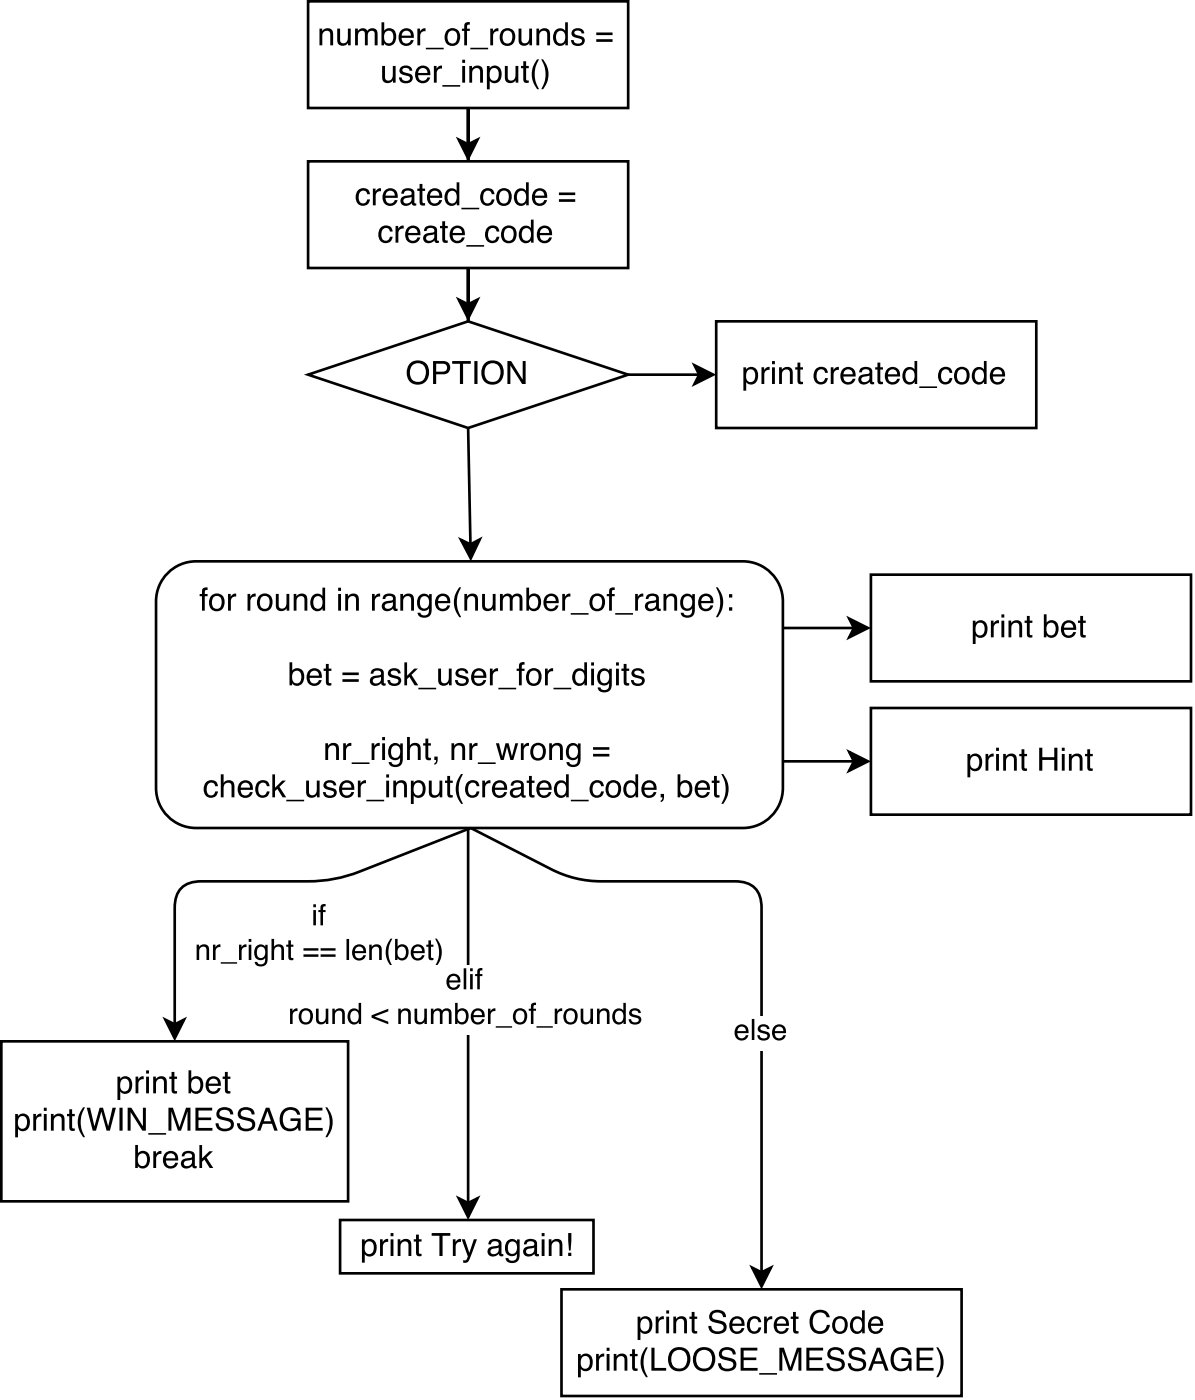 number_of_rounds =
user_input()
created_code =
create_code
OPTION
print created_code
for round in range(number_of_range):
bet = ask_user_for_digits
nr_right, nr_wrong =
check_user_input(created_code, bet)
print bet
print Hint
if
nr_right == len(bet)
elif
round < number_of_rounds
else
print bet
print(WIN_MESSAGE)
break
print Try again!
print Secret Code
print(LOOSE_MESSAGE)